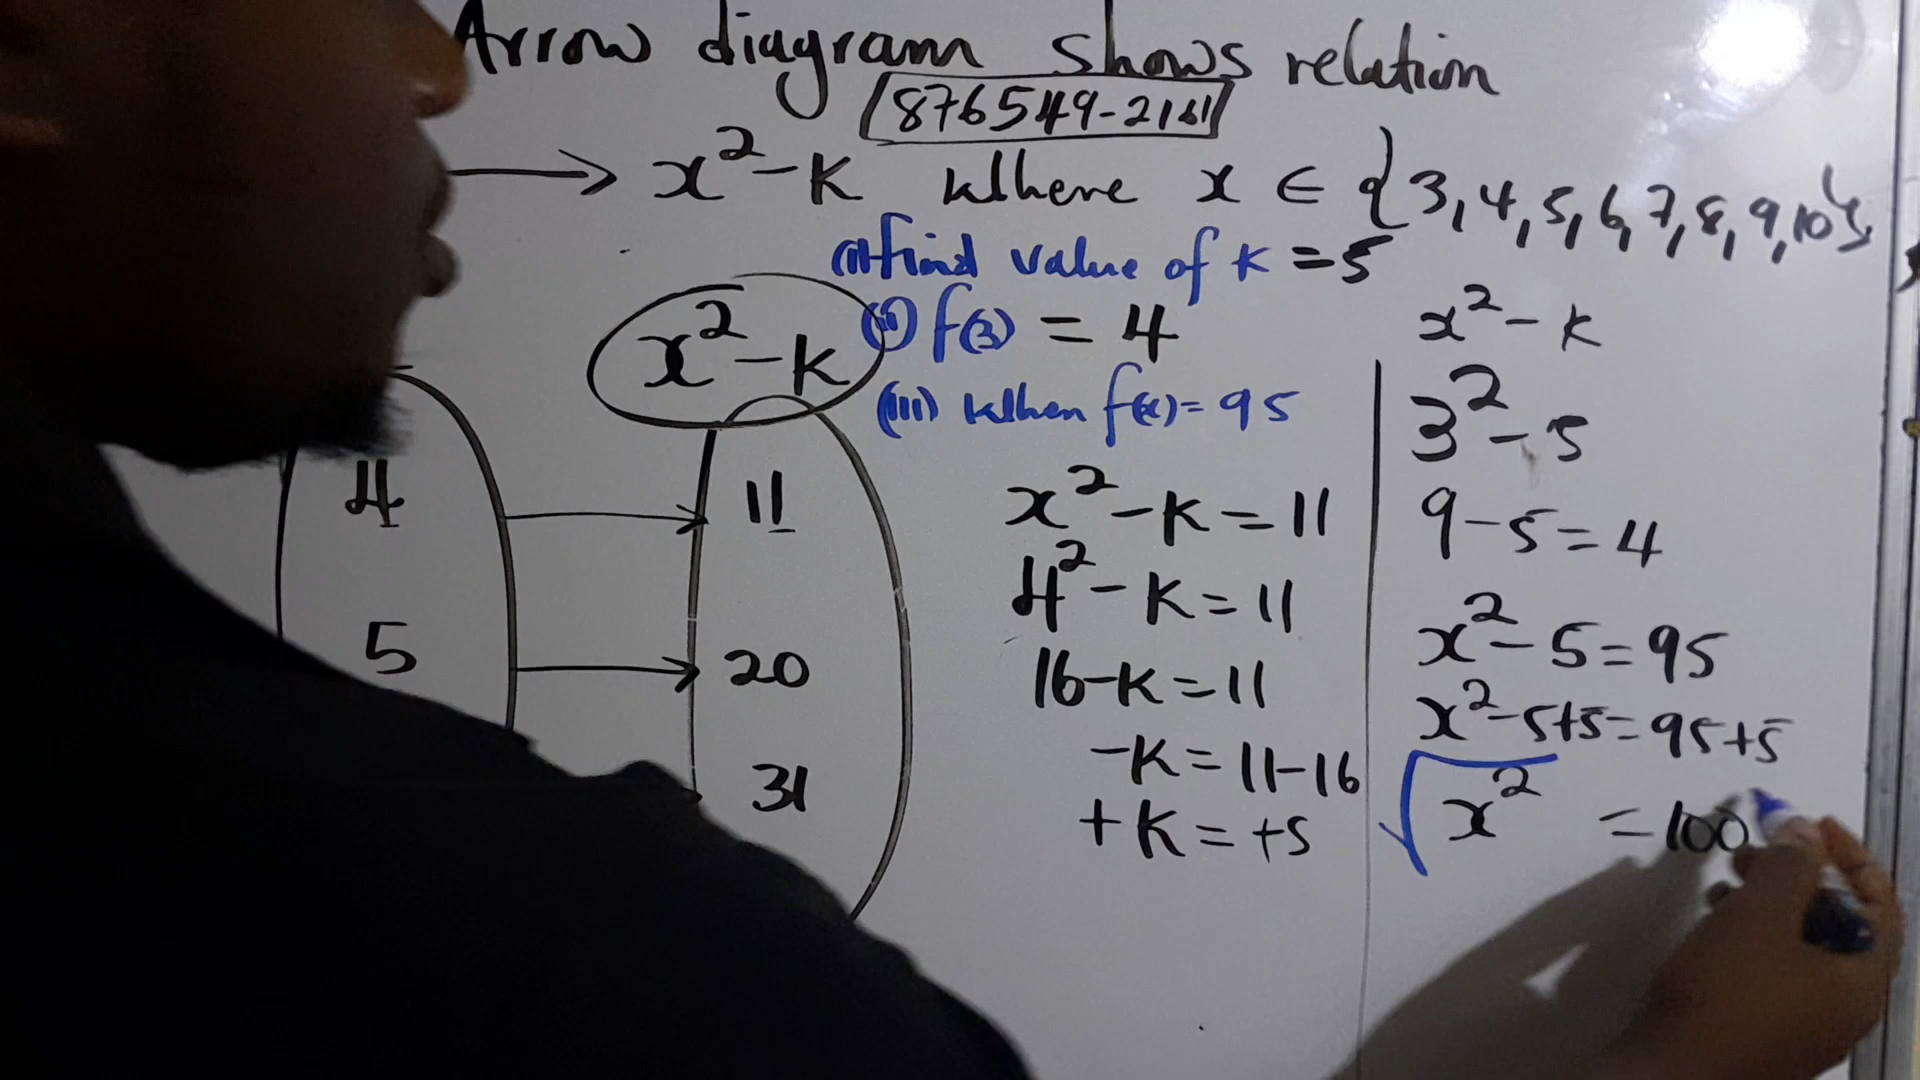 Arrow diagram shows relation
876549-2161
→ x²-k where x ∈ {3,4,5,6,7,8,9,10},
(i) find value of k = 5
x²-k
(ii) f(3) = 4
(iii) when f(x) = 95
4 → 11
5 → 20
31
x²-k=11
4²-k=11
16-k=11
-k=11-16
+k=+5
x²-k
3²-5
9-5=4
x²-5=95
x²-5+5=95+5
√x² =100